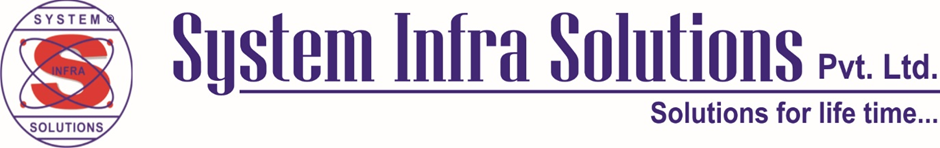 SYSTEM ®
S
INFRA
SOLUTIONS
System Infra Solutions Pvt. Ltd.
Solutions for life time...